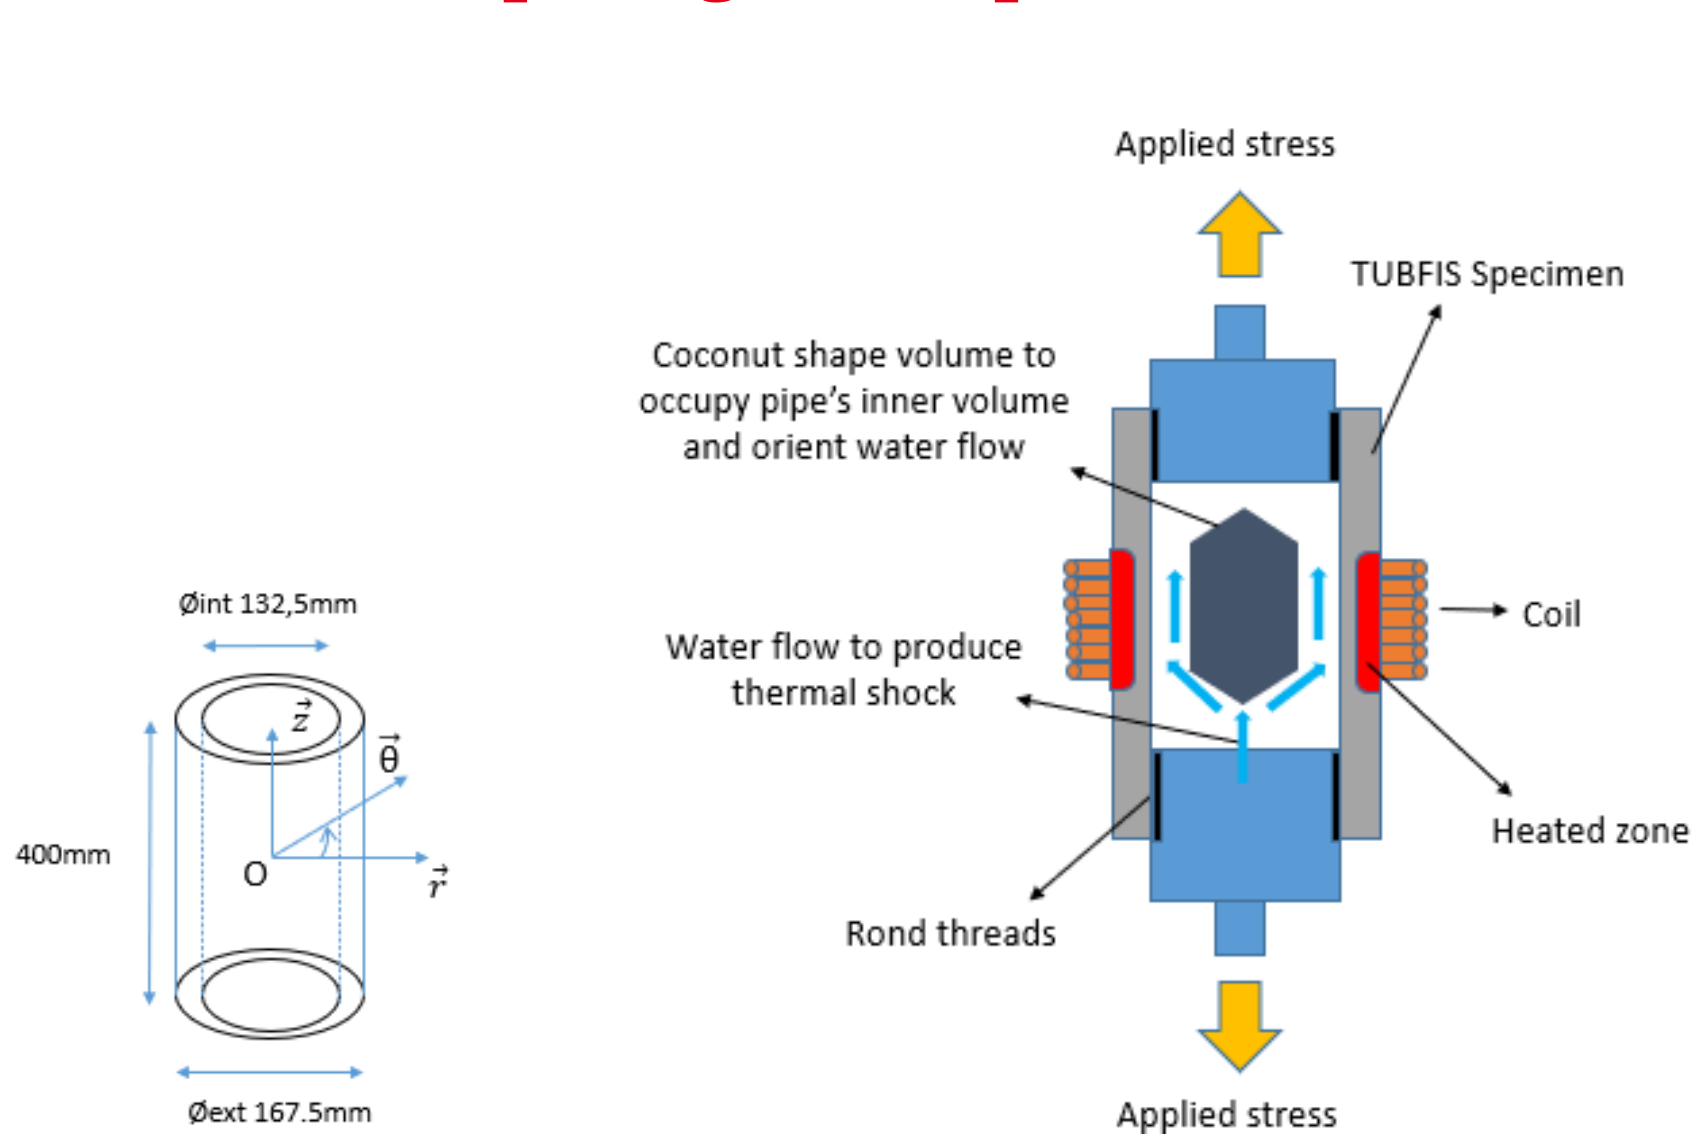 Applied stress
TUBFIS Specimen
Coconut shape volume to
occupy pipe's inner volume
and orient water flow
Øint 132,5mm
Coil
Water flow to produce
thermal shock
z⃗
θ⃗
Heated zone
400mm
O
r⃗
Rond threads
Øext 167.5mm
Applied stress